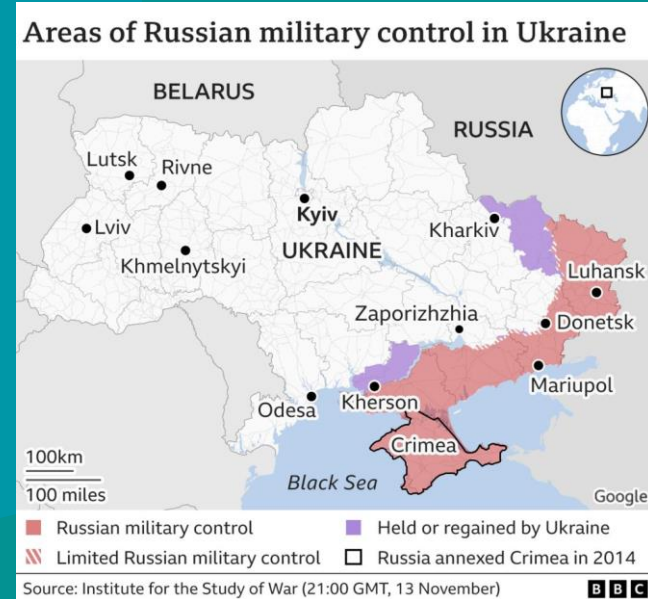 Areas of Russian military control in Ukraine
BELARUS
RUSSIA
Lutsk
Rivne
Kyiv
Lviv
Kharkiv
UKRAINE
Khmelnytskyi
Luhansk
Zaporizhzhia
Donetsk
Mariupol
Odesa
Kherson
Crimea
100km
100 miles
Black Sea
Google
Russian military control
Held or regained by Ukraine
Limited Russian military control
Russia annexed Crimea in 2014
Source: Institute for the Study of War (21:00 GMT, 13 November)
BBC